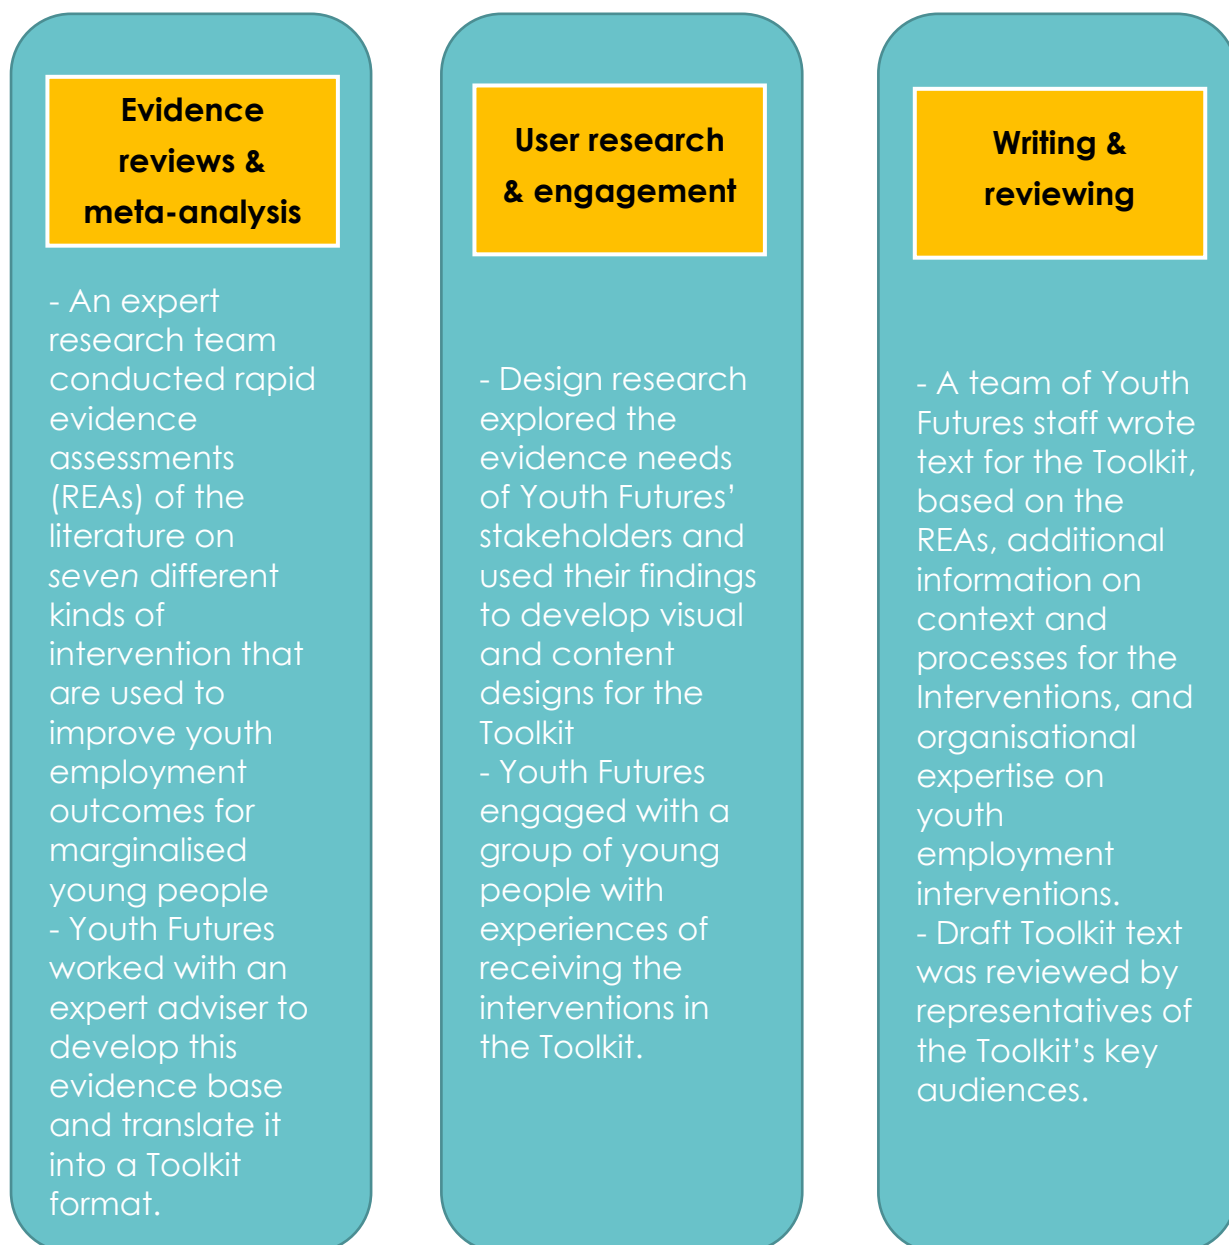 Evidence
reviews &
meta-analysis
- An expert
research team
conducted rapid
evidence
assessments
(REAs) of the
literature on
seven different
kinds of
intervention that
are used to
improve youth
employment
outcomes for
marginalised
young people
- Youth Futures
worked with an
expert adviser to
develop this
evidence base
and translate it
into a Toolkit
format.
User research
& engagement
- Design research
explored the
evidence needs
of Youth Futures’
stakeholders and
used their findings
to develop visual
and content
designs for the
Toolkit
- Youth Futures
engaged with a
group of young
people with
experiences of
receiving the
interventions in
the Toolkit.
Writing &
reviewing
- A team of Youth
Futures staff wrote
text for the Toolkit,
based on the
REAs, additional
information on
context and
processes for the
Interventions, and
organisational
expertise on
youth
employment
interventions.
- Draft Toolkit text
was reviewed by
representatives of
the Toolkit’s key
audiences.